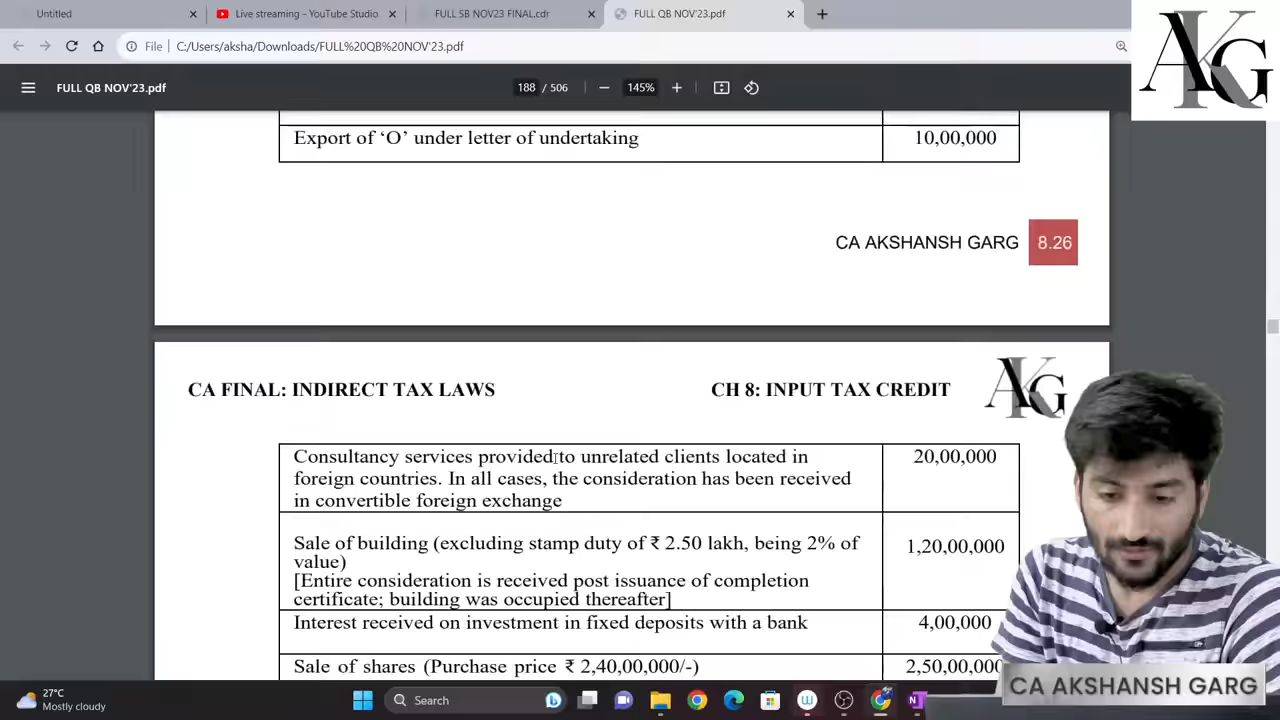 Untitled
Live streaming - YouTube Studio
FULL SB NOV23 FINAL.cdr
FULL QB NOV'23.pdf
File
C:/Users/aksha/Downloads/FULL%20QB%20NOV'23.pdf
FULL QB NOV'23.pdf
188 / 506
145%
AKG
Export of ‘O’ under letter of undertaking 10,00,000
CA AKSHANSH GARG 8.26
CA FINAL: INDIRECT TAX LAWS CH 8: INPUT TAX CREDIT AKG
Consultancy services provided to unrelated clients located in 20,00,000
foreign countries. In all cases, the consideration has been received
in convertible foreign exchange
Sale of building (excluding stamp duty of ₹ 2.50 lakh, being 2% of 1,20,00,000
value)
[Entire consideration is received post issuance of completion
certificate; building was occupied thereafter]
Interest received on investment in fixed deposits with a bank 4,00,000
Sale of shares (Purchase price ₹ 2,40,00,000/-) 2,50,00,000
CA AKSHANSH GARG
27°C
Mostly cloudy
Search